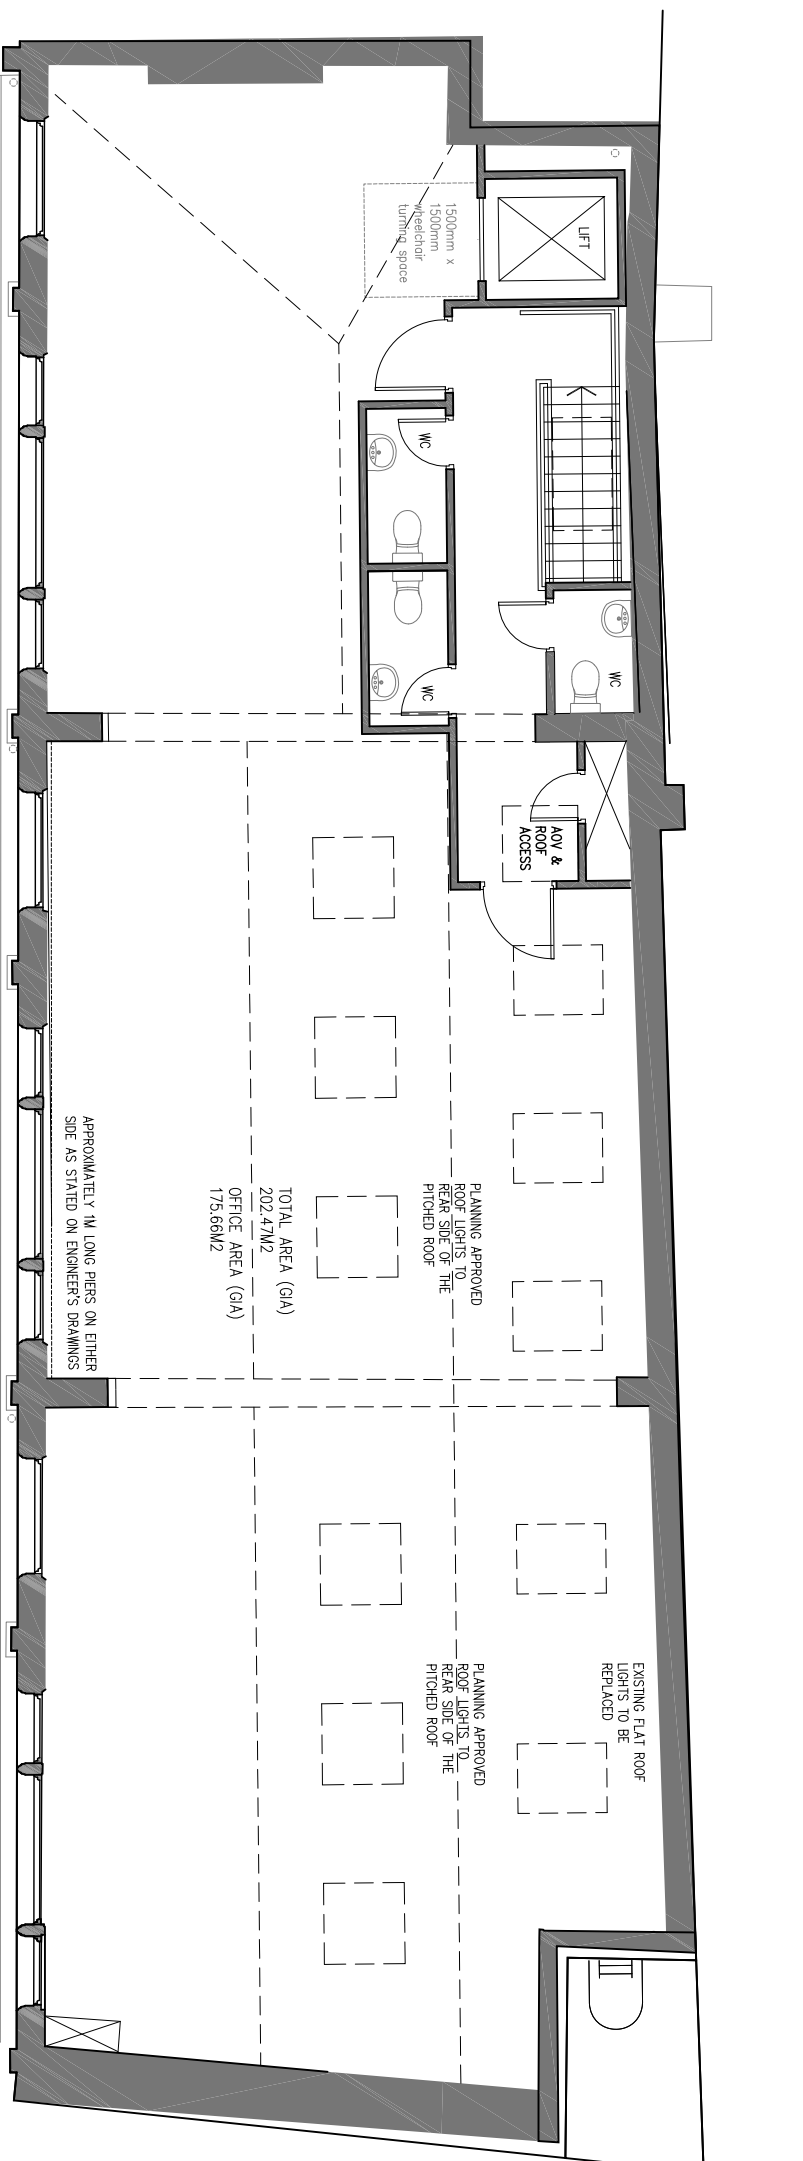 LIFT
1500mm x
1500mm
wheelchair
turning space
WC
WC
WC
AOV &
ROOF
ACCESS
PLANNING APPROVED
ROOF LIGHTS TO
REAR SIDE OF THE
PITCHED ROOF
TOTAL AREA (GIA)
202.47M2
OFFICE AREA (GIA)
175.66M2
APPROXIMATELY 1M LONG PIERS ON EITHER
SIDE AS STATED ON ENGINEER'S DRAWINGS
EXISTING FLAT ROOF
LIGHTS TO BE
REPLACED
PLANNING APPROVED
ROOF LIGHTS TO
REAR SIDE OF THE
PITCHED ROOF